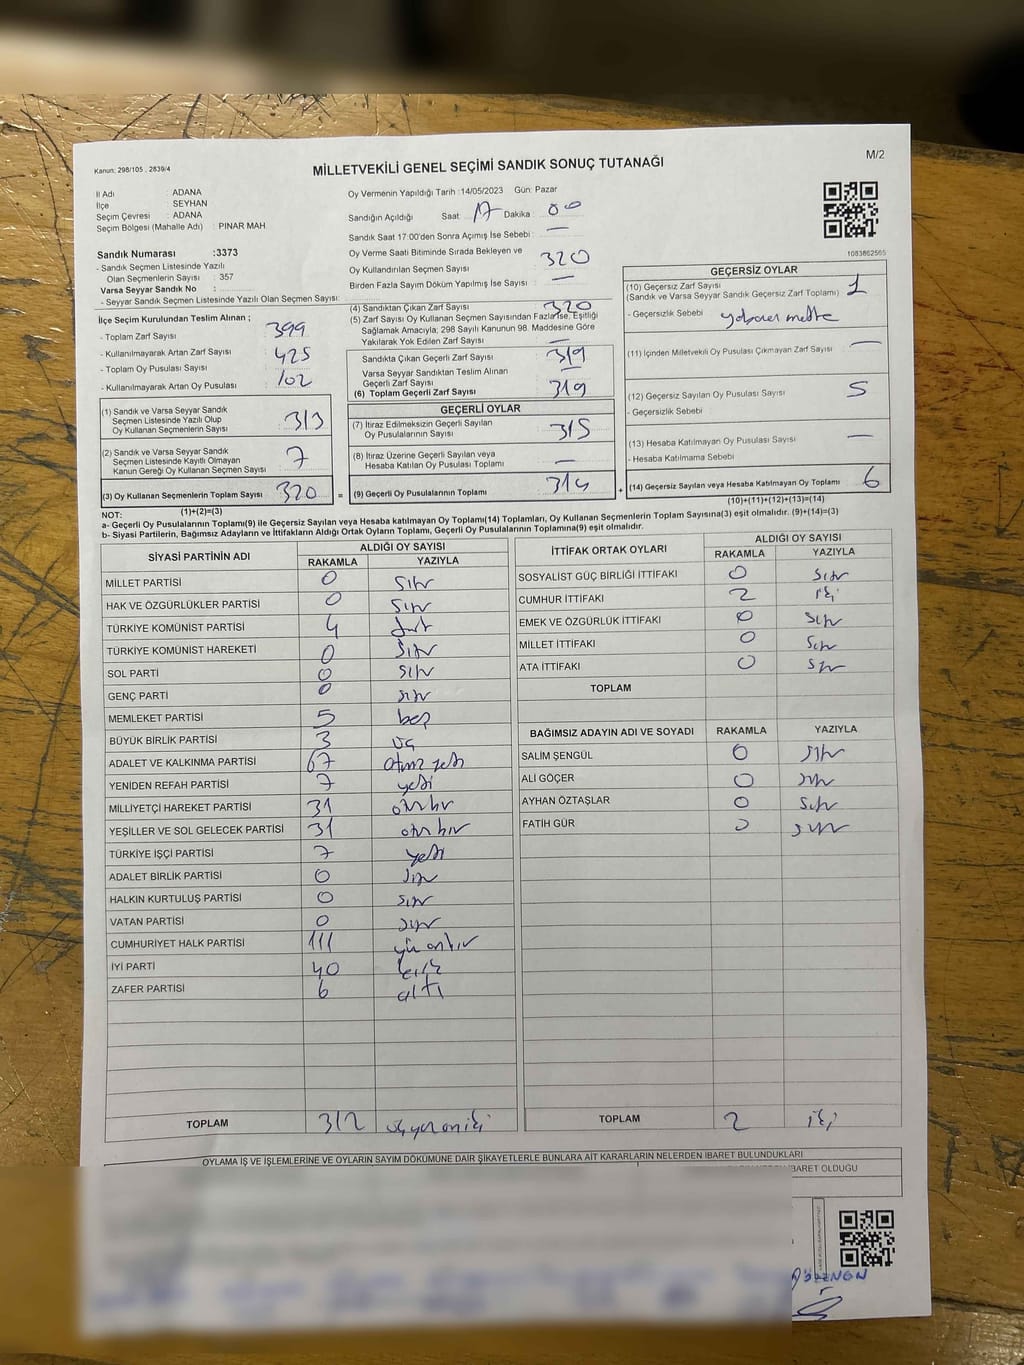 Kanun: 298/105 , 2839/4
MİLLETVEKİLİ GENEL SEÇİMİ SANDIK SONUÇ TUTANAĞI
M/2
İl Adı : ADANA
İlçe : SEYHAN
Seçim Çevresi : ADANA
Seçim Bölgesi (Mahalle Adı) : PINAR MAH
Sandık Numarası :3373
- Sandık Seçmen Listesinde Yazılı
Olan Seçmenlerin Sayısı : 357
Varsa Seyyar Sandık No :
- Seyyar Sandık Seçmen Listesinde Yazılı Olan Seçmen Sayısı:
Oy Vermenin Yapıldığı Tarih :14/05/2023 Gün: Pazar
Sandığın Açıldığı Saat : 17 Dakika : 00
Sandık Saat 17:00'den Sonra Açımış İse Sebebi : —
Oy Verme Saati Bitiminde Sırada Bekleyen ve
Oy Kullandırılan Seçmen Sayısı : 320
Birden Fazla Sayım Döküm Yapılmış İse Sayısı : —
1083862565
İlçe Seçim Kurulundan Teslim Alınan ;
- Toplam Zarf Sayısı : 399
- Kullanılmayarak Artan Zarf Sayısı
- Toplam Oy Pusulası Sayısı : 425
- Kullanılmayarak Artan Oy Pusulası : 102
(1) Sandık ve Varsa Seyyar Sandık
Seçmen Listesinde Yazılı Olup
Oy Kullanan Seçmenlerin Sayısı : 313
(2) Sandık ve Varsa Seyyar Sandık
Seçmen Listesinde Kayıtlı Olmayan
Kanun Gereği Oy Kullanan Seçmen Sayısı : 7
(3) Oy Kullanan Seçmenlerin Toplam Sayısı : 320
(1)+(2)=(3)
(4) Sandıktan Çıkan Zarf Sayısı : 320
(5) Zarf Sayısı Oy Kullanan Seçmen Sayısından Fazla İse, Eşitliği
Sağlamak Amacıyla; 298 Sayılı Kanunun 98. Maddesine Göre
Yakılarak Yok Edilen Zarf Sayısı : —
Sandıkta Çıkan Geçerli Zarf Sayısı : 319
Varsa Seyyar Sandıktan Teslim Alınan
Geçerli Zarf Sayısı : —
(6) Toplam Geçerli Zarf Sayısı : 319
GEÇERLİ OYLAR
(7) İtiraz Edilmeksizin Geçerli Sayılan
Oy Pusulalarının Sayısı : 315
(8) İtiraz Üzerine Geçerli Sayılan veya
Hesaba Katılan Oy Pusulası Toplamı : —
= (9) Geçerli Oy Pusulalarının Toplamı : 314 +
GEÇERSİZ OYLAR
(10) Geçersiz Zarf Sayısı
(Sandık ve Varsa Seyyar Sandık Geçersiz Zarf Toplamı) : 1
- Geçersizlik Sebebi :
(11) İçinden Milletvekili Oy Pusulası Çıkmayan Zarf Sayısı : —
(12) Geçersiz Sayılan Oy Pusulası Sayısı : 5
- Geçersizlik Sebebi :
(13) Hesaba Katılmayan Oy Pusulası Sayısı : —
- Hesaba Katılmama Sebebi :
(14) Geçersiz Sayılan veya Hesaba Katılmayan Oy Toplamı : 6
(10)+(11)+(12)+(13)=(14)
NOT:
a- Geçerli Oy Pusulalarının Toplamı(9) ile Geçersiz Sayılan veya Hesaba katılmayan Oy Toplamı(14) Toplamları, Oy Kullanan Seçmenlerin Toplam Sayısına(3) eşit olmalıdır. (9)+(14)=(3)
b- Siyasi Partilerin, Bağımsız Adayların ve İttifakların Aldığı Ortak Oyların Toplamı, Geçerli Oy Pusulalarının Toplamına(9) eşit olmalıdır.
SİYASİ PARTİNİN ADI ALDIĞI OY SAYISI
RAKAMLA YAZIYLA
MİLLET PARTİSİ 0 sıfır
HAK VE ÖZGÜRLÜKLER PARTİSİ 0 sıfır
TÜRKİYE KOMÜNİST PARTİSİ 4 dört
TÜRKİYE KOMÜNİST HAREKETİ 0 sıfır
SOL PARTİ 0 sıfır
GENÇ PARTİ 0 sıfır
MEMLEKET PARTİSİ 5 beş
BÜYÜK BİRLİK PARTİSİ 3 üç
ADALET VE KALKINMA PARTİSİ 67 altmış yedi
YENİDEN REFAH PARTİSİ 7 yedi
MİLLİYETÇİ HAREKET PARTİSİ 31 otuz bir
YEŞİLLER VE SOL GELECEK PARTİSİ 31 otuz bir
TÜRKİYE İŞÇİ PARTİSİ 7 yedi
ADALET BİRLİK PARTİSİ 0 sıfır
HALKIN KURTULUŞ PARTİSİ 0 sıfır
VATAN PARTİSİ 0 sıfır
CUMHURİYET HALK PARTİSİ 111 yüz onbir
İYİ PARTİ 40 kırk
ZAFER PARTİSİ 6 altı
TOPLAM 312 üçyüz oniki
İTTİFAK ORTAK OYLARI ALDIĞI OY SAYISI
RAKAMLA YAZIYLA
SOSYALİST GÜÇ BİRLİĞİ İTTİFAKI 0 sıfır
CUMHUR İTTİFAKI 2 iki
EMEK VE ÖZGÜRLÜK İTTİFAKI 0 sıfır
MİLLET İTTİFAKI 0 sıfır
ATA İTTİFAKI 0 sıfır
TOPLAM
BAĞIMSIZ ADAYIN ADI VE SOYADI RAKAMLA YAZIYLA
SALİM ŞENGÜL 0 sıfır
ALİ GÖÇER 0 sıfır
AYHAN ÖZTAŞLAR 0 sıfır
FATİH GÜR 0 sıfır
TOPLAM 2 iki
OYLAMA İŞ VE İŞLEMLERİNE VE OYLARIN SAYIM DÖKÜMÜNE DAİR ŞİKAYETLERLE BUNLARA AİT KARARLARIN NELERDEN İBARET BULUNDUKLARI
İBARET OLDUĞU